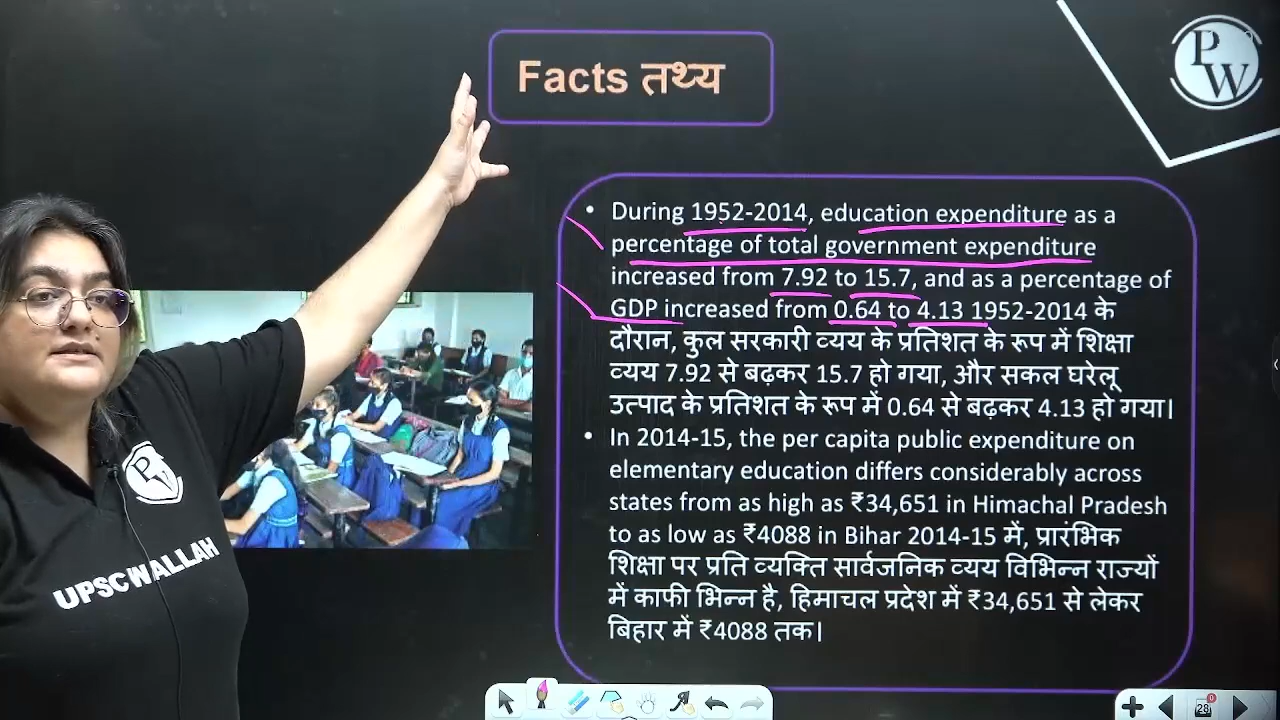 Facts तथ्य
PW
• During 1952-2014, education expenditure as a
percentage of total government expenditure
increased from 7.92 to 15.7, and as a percentage of
GDP increased from 0.64 to 4.13 1952-2014 के
दौरान, कुल सरकारी व्यय के प्रतिशत के रूप में शिक्षा
व्यय 7.92 से बढ़कर 15.7 हो गया, और सकल घरेलू
उत्पाद के प्रतिशत के रूप में 0.64 से बढ़कर 4.13 हो गया।
• In 2014-15, the per capita public expenditure on
elementary education differs considerably across
states from as high as ₹34,651 in Himachal Pradesh
to as low as ₹4088 in Bihar 2014-15 में, प्रारंभिक
शिक्षा पर प्रति व्यक्ति सार्वजनिक व्यय विभिन्न राज्यों
में काफी भिन्न है, हिमाचल प्रदेश में ₹34,651 से लेकर
बिहार में ₹4088 तक।
PW
UPSC WALLAH
28